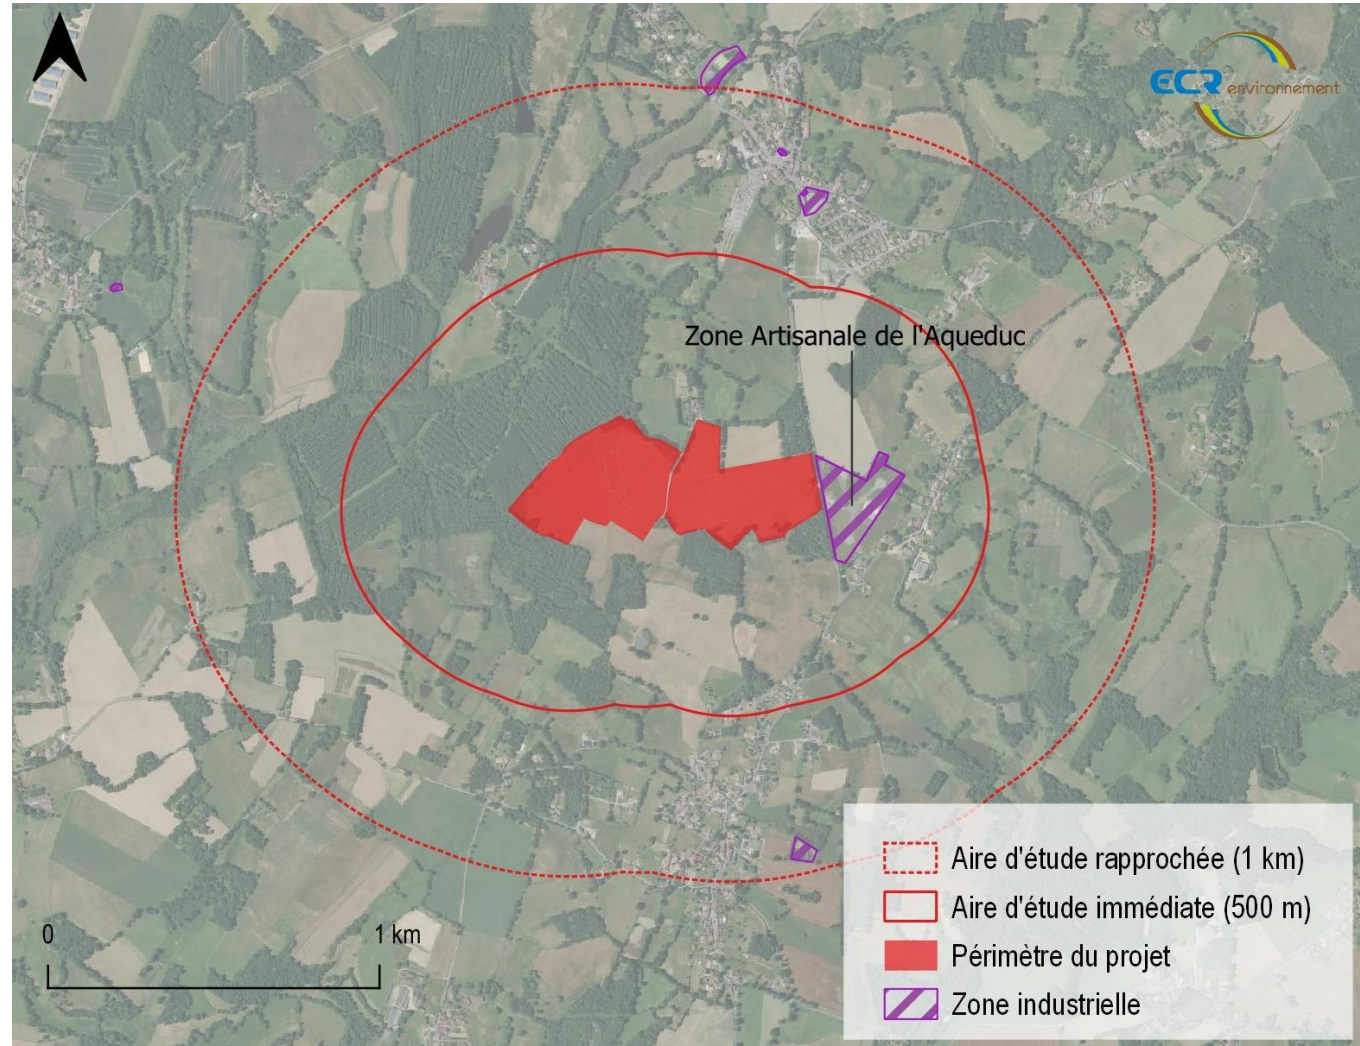 ECR environnement
Zone Artisanale de l'Aqueduc
0 1 km
Aire d'étude rapprochée (1 km)
Aire d'étude immédiate (500 m)
Périmètre du projet
Zone industrielle